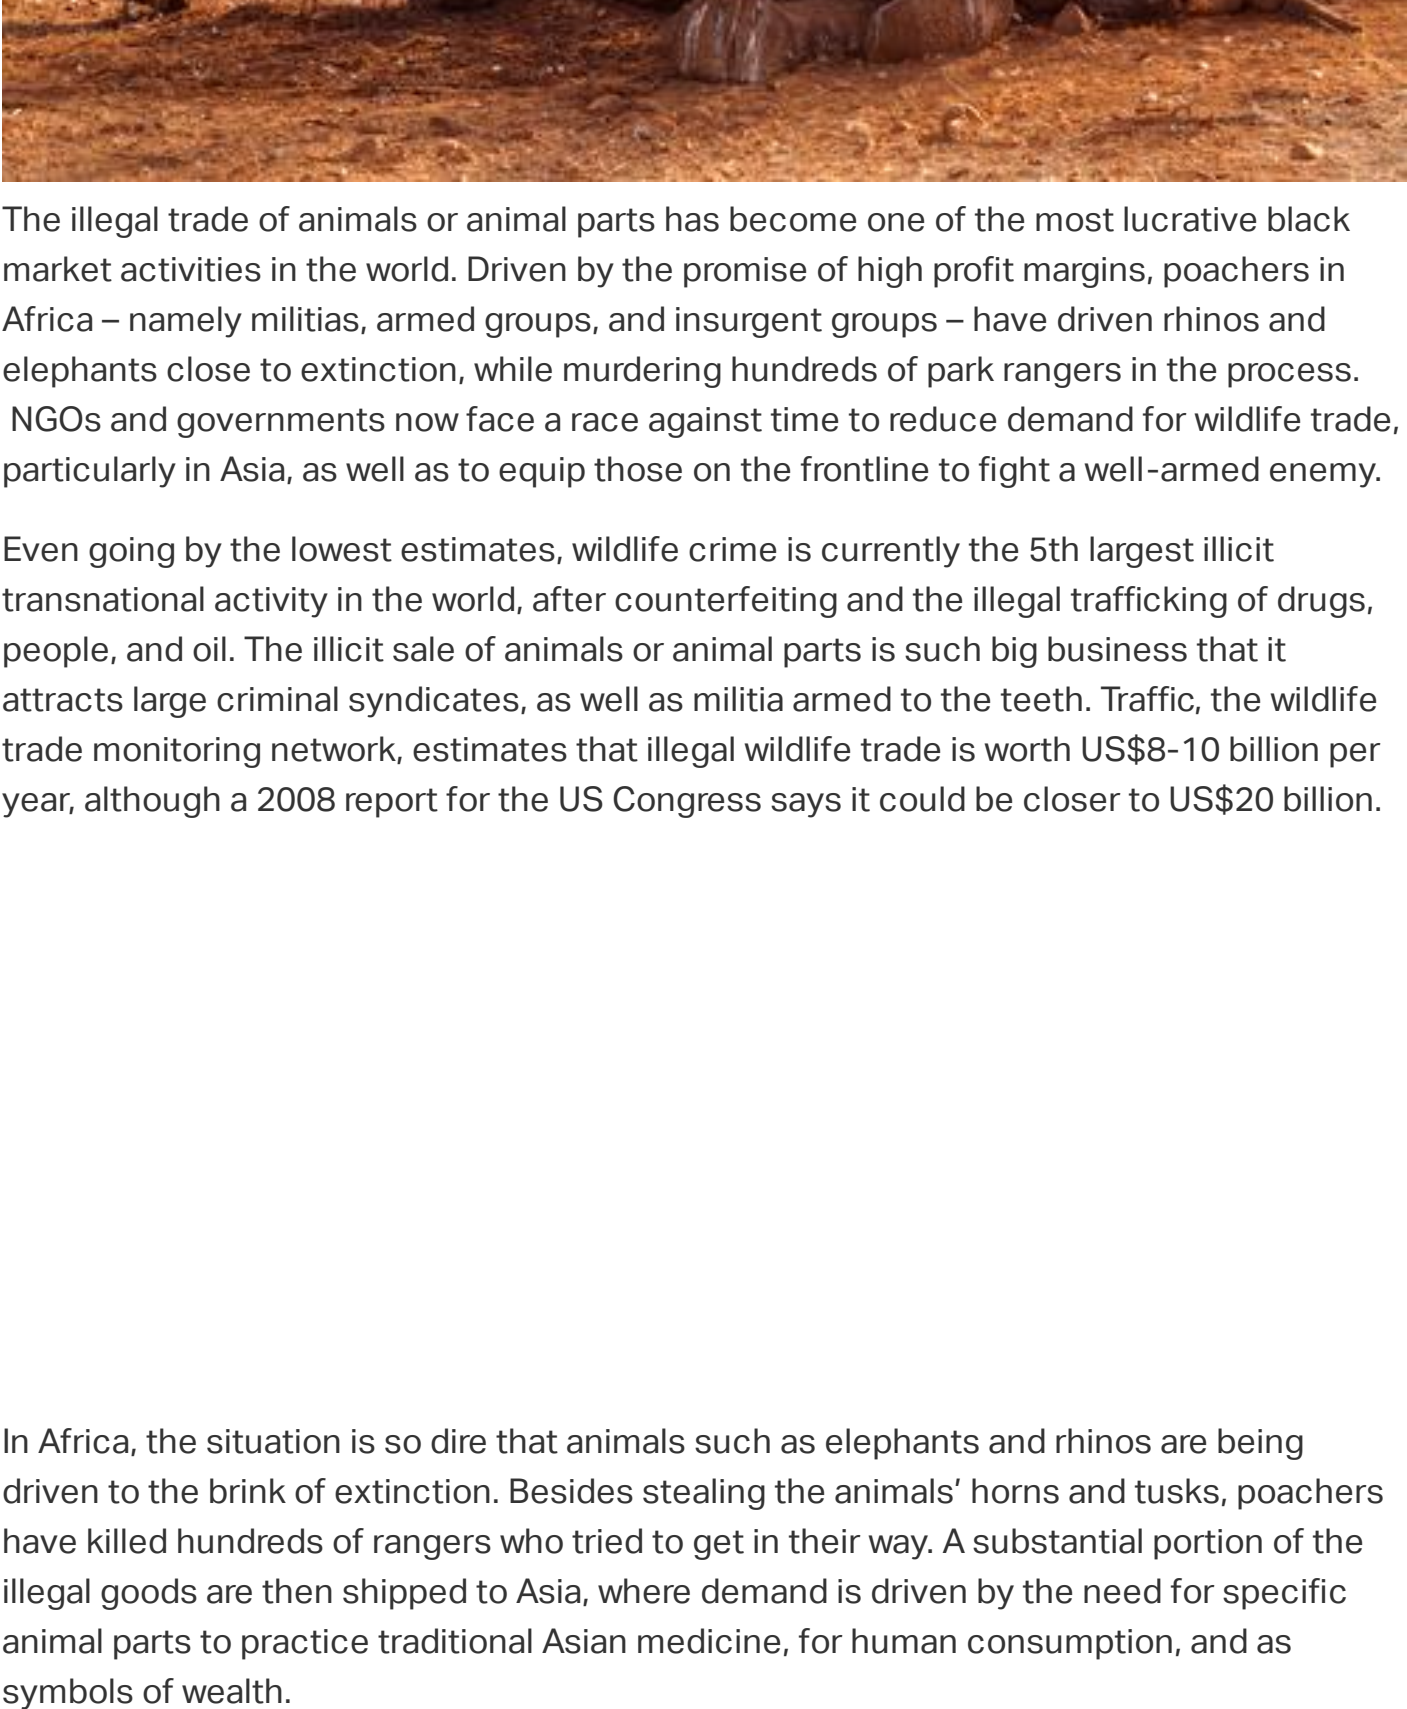 The illegal trade of animals or animal parts has become one of the most lucrative black
market activities in the world. Driven by the promise of high profit margins, poachers in
Africa – namely militias, armed groups, and insurgent groups – have driven rhinos and
elephants close to extinction, while murdering hundreds of park rangers in the process.
NGOs and governments now face a race against time to reduce demand for wildlife trade,
particularly in Asia, as well as to equip those on the frontline to fight a well-armed enemy.
Even going by the lowest estimates, wildlife crime is currently the 5th largest illicit
transnational activity in the world, after counterfeiting and the illegal trafficking of drugs,
people, and oil. The illicit sale of animals or animal parts is such big business that it
attracts large criminal syndicates, as well as militia armed to the teeth. Traffic, the wildlife
trade monitoring network, estimates that illegal wildlife trade is worth US$8-10 billion per
year, although a 2008 report for the US Congress says it could be closer to US$20 billion.
In Africa, the situation is so dire that animals such as elephants and rhinos are being
driven to the brink of extinction. Besides stealing the animals’ horns and tusks, poachers
have killed hundreds of rangers who tried to get in their way. A substantial portion of the
illegal goods are then shipped to Asia, where demand is driven by the need for specific
animal parts to practice traditional Asian medicine, for human consumption, and as
symbols of wealth.